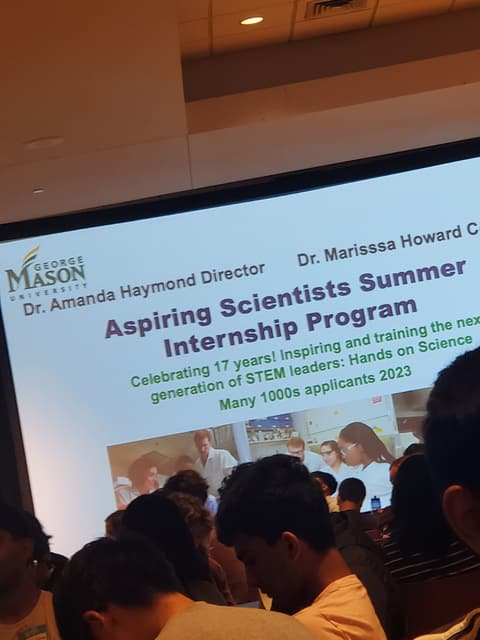 GEORGE
MASON
UNIVERSITY
Dr. Amanda Haymond Director
Dr. Marisssa Howard C
Aspiring Scientists Summer
Internship Program
Celebrating 17 years! Inspiring and training the nex
generation of STEM leaders: Hands on Science
Many 1000s applicants 2023